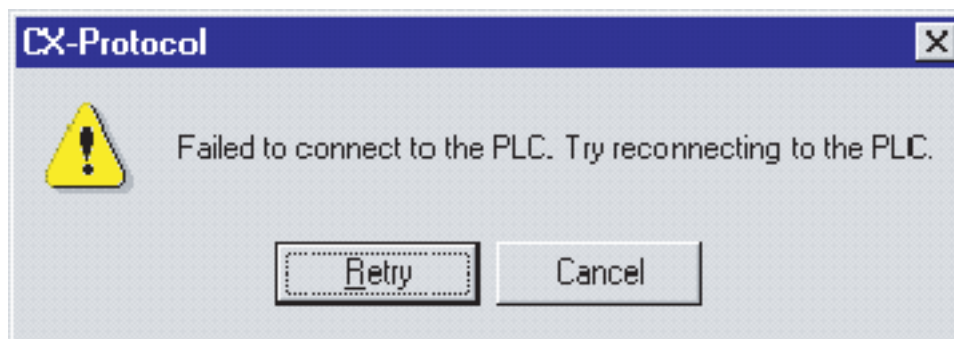 CX-Protocol
Failed to connect to the PLC. Try reconnecting to the PLC.
Retry
Cancel